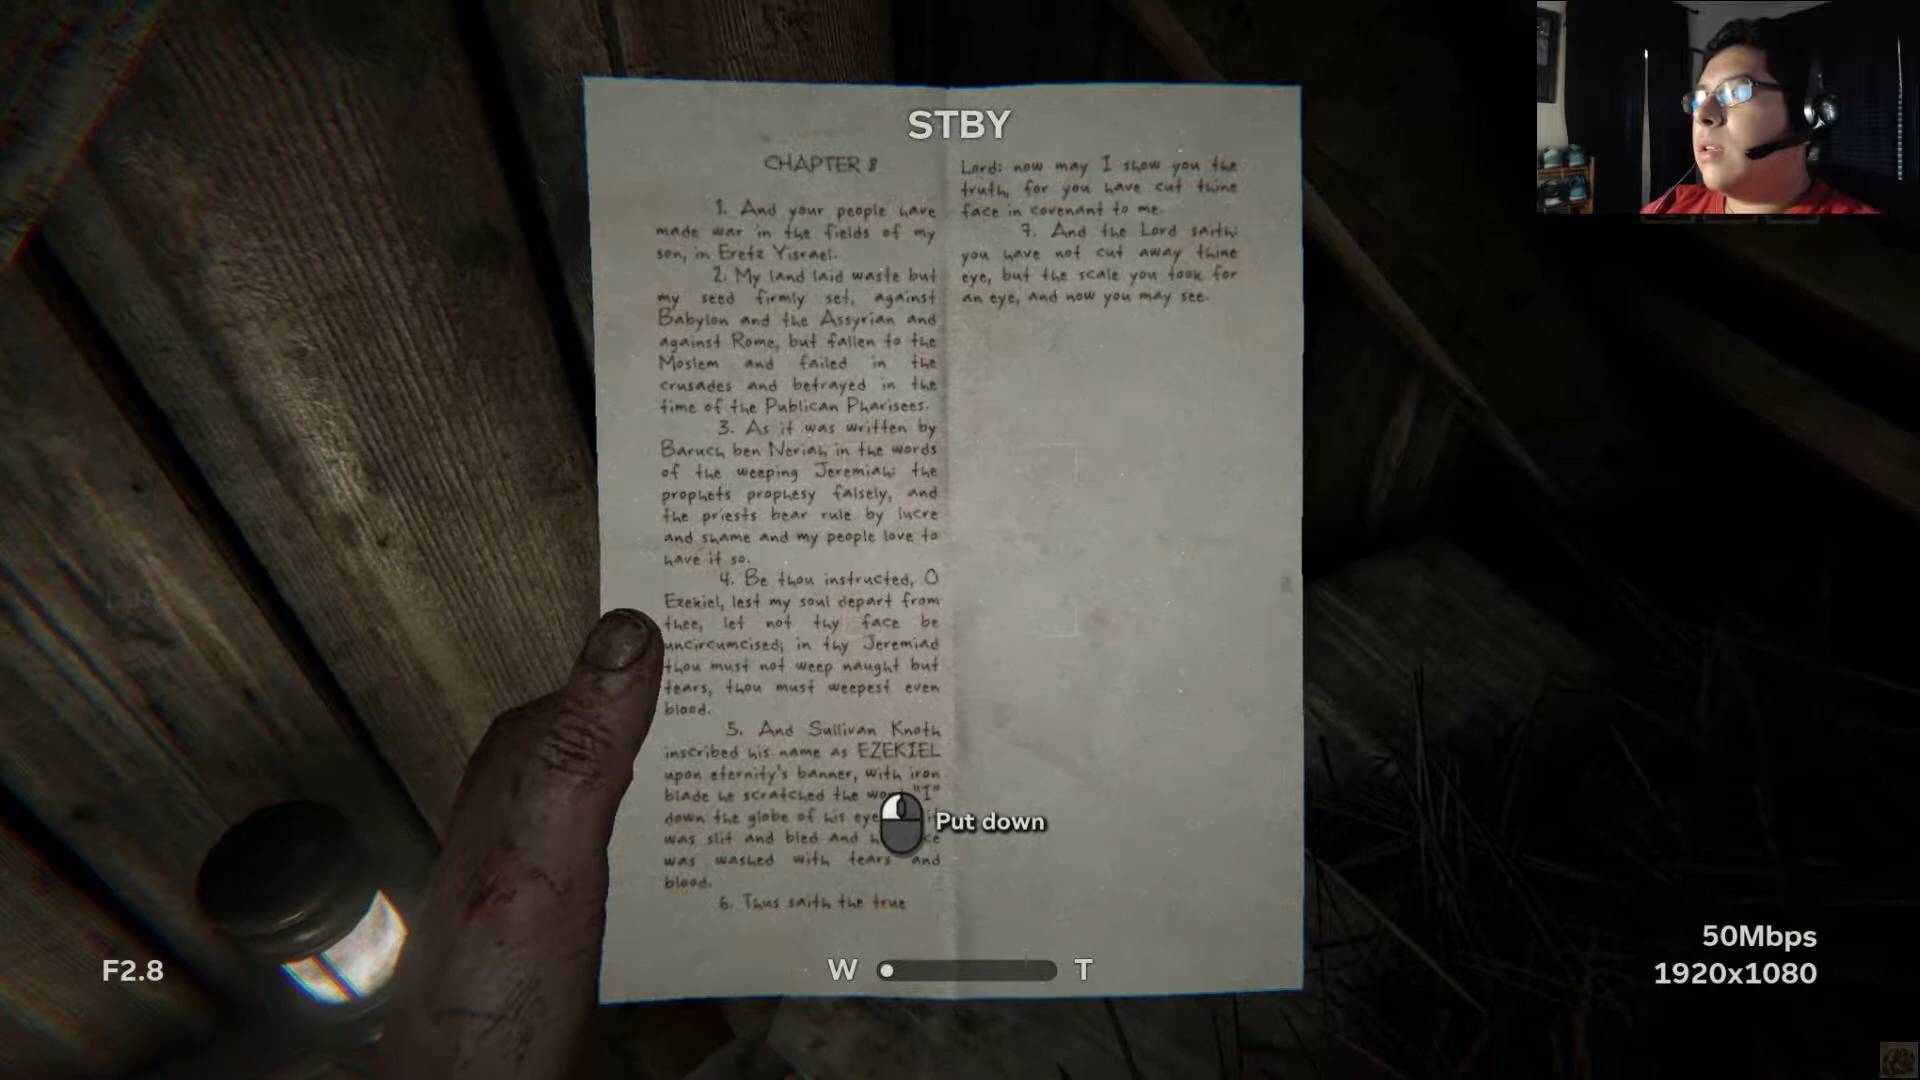 STBY
CHAPTER 8
1. And your people have
made war in the fields of my
son, in Eretz Yisrael.
2. My land laid waste but
my seed firmly set, against
Babylon and the Assyrian and
against Rome, but fallen to the
Moslem and failed in the
crusades and betrayed in the
time of the Publican Pharisees.
3. As it was written by
Baruch ben Neriah in the words
of the weeping Jeremiah: the
prophets prophesy falsely, and
the priests bear rule by lucre
and shame and my people love to
have it so.
4. Be thou instructed, O
Ezekiel, lest my soul depart from
thee, let not thy face be
uncircumcised; in thy Jeremiad
thou must not weep naught but
tears, thou must weepest even
blood.
5. And Sullivan Knoth
inscribed his name as EZEKIEL
upon eternity's banner, with iron
blade he scratched the "I"
down the globe of his eye
was slit and bled and
was washed with tears and
blood.
6. Thus saith the true
Lord: now may I show you the
truth, for you have cut thine
face in covenant to me.
7. And the Lord saith:
you have not cut away thine
eye, but the scale you took for
an eye, and now you may see.
Put down
W T
F2.8
50Mbps
1920x1080